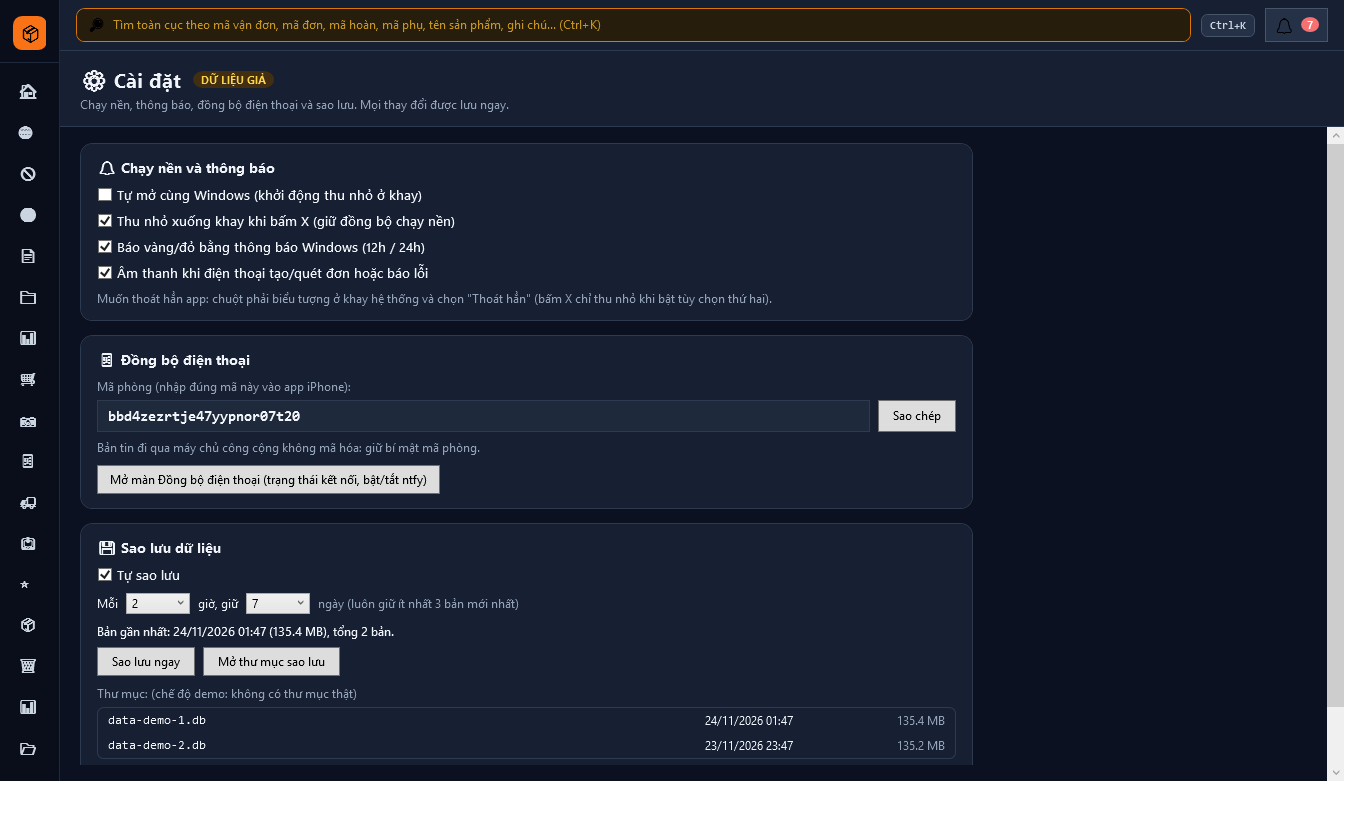 Tìm toàn cục theo mã vận đơn, mã đơn, mã hoàn, mã phụ, tên sản phẩm, ghi chú... (Ctrl+K)
Ctrl+K
7
Cài đặt
DỮ LIỆU GIẢ
Chạy nền, thông báo, đồng bộ điện thoại và sao lưu. Mọi thay đổi được lưu ngay.
Chạy nền và thông báo
Tự mở cùng Windows (khởi động thu nhỏ ở khay)
Thu nhỏ xuống khay khi bấm X (giữ đồng bộ chạy nền)
Báo vàng/đỏ bằng thông báo Windows (12h / 24h)
Âm thanh khi điện thoại tạo/quét đơn hoặc báo lỗi
Muốn thoát hẳn app: chuột phải biểu tượng ở khay hệ thống và chọn "Thoát hẳn" (bấm X chỉ thu nhỏ khi bật tùy chọn thứ hai).
Đồng bộ điện thoại
Mã phòng (nhập đúng mã này vào app iPhone):
bbd4zezrtje47yypnor07t20
Sao chép
Bản tin đi qua máy chủ công cộng không mã hóa: giữ bí mật mã phòng.
Mở màn Đồng bộ điện thoại (trạng thái kết nối, bật/tắt ntfy)
Sao lưu dữ liệu
Tự sao lưu
Mỗi 2 giờ, giữ 7 ngày (luôn giữ ít nhất 3 bản mới nhất)
Bản gần nhất: 24/11/2026 01:47 (135.4 MB), tổng 2 bản.
Sao lưu ngay
Mở thư mục sao lưu
Thư mục: (chế độ demo: không có thư mục thật)
data-demo-1.db 24/11/2026 01:47 135.4 MB
data-demo-2.db 23/11/2026 23:47 135.2 MB